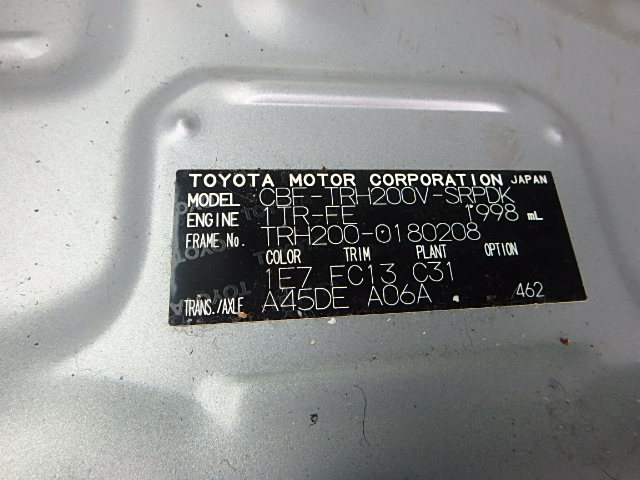 TOYOTA MOTOR CORPORATION JAPAN
MODEL CBF-TRH200V-SRPDK
ENGINE 1TR-FE 1998 mL
FRAME No. TRH200-0180208
COLOR TRIM PLANT
1E7 FC13 C31
TRANS./AXLE A45DE A06A 462